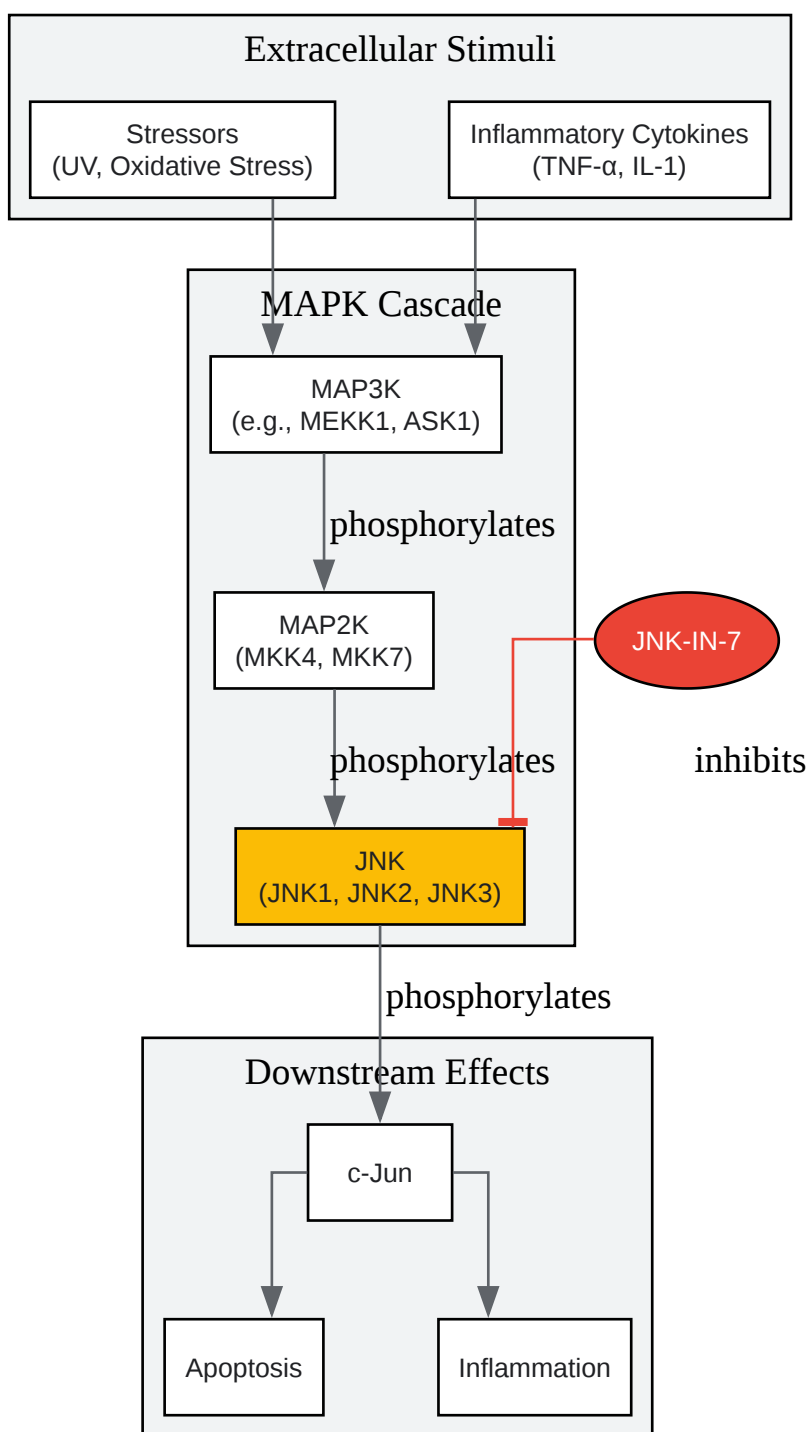 Extracellular Stimuli
Stressors
(UV, Oxidative Stress)
Inflammatory Cytokines
(TNF-α, IL-1)
MAPK Cascade
MAP3K
(e.g., MEKK1, ASK1)
phosphorylates
MAP2K
(MKK4, MKK7)
JNK-IN-7
phosphorylates
inhibits
JNK
(JNK1, JNK2, JNK3)
phosphorylates
Downstream Effects
c-Jun
Apoptosis
Inflammation